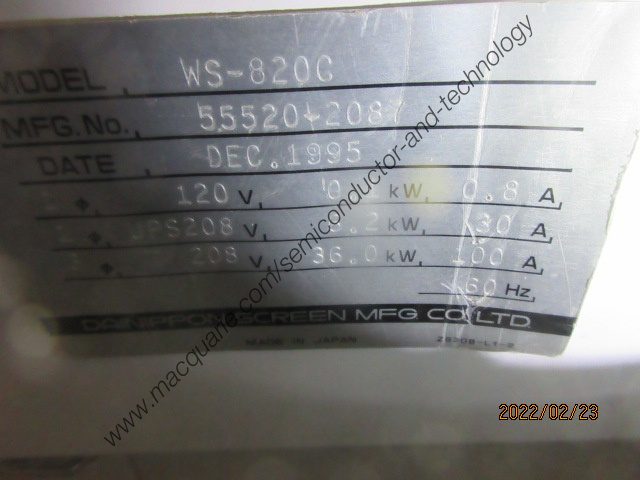 MODEL WS-820C
MFG.No. 55520-208
DATE DEC.1995
φ 120 V, kW, 0.8 A,
φ 208 V, kW, 30 A,
φ 208 V, 36.0 kW, 100 A,
60 Hz,
DAINIPPON SCREEN MFG. CO., LTD.
MADE IN JAPAN
www.macquarie.com/semiconductor-and-technology
2022/02/23